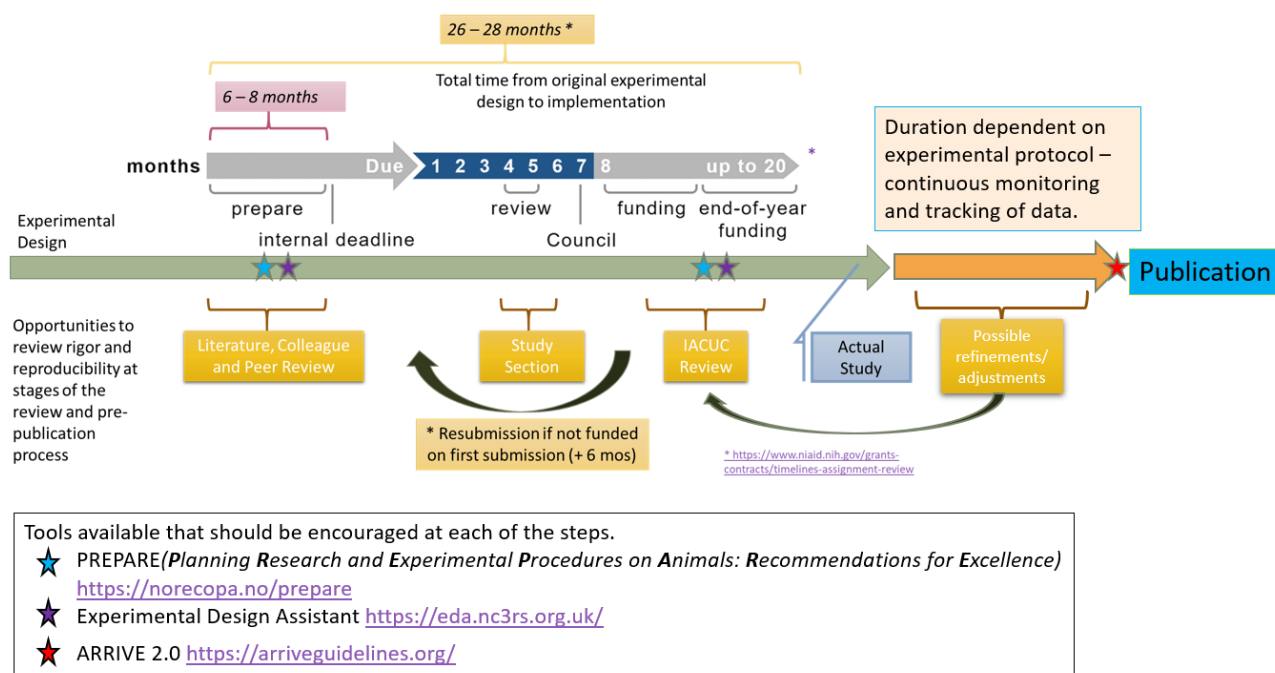 26 – 28 months *
Total time from original experimental
design to implementation
6 – 8 months
months
Due
1 2 3 4 5 6 7 8
up to 20
*
prepare
review
funding
end-of-year
funding
internal deadline
Council
Duration dependent on
experimental protocol –
continuous monitoring
and tracking of data.
Experimental
Design
Publication
Opportunities to
review rigor and
reproducibility at
stages of the
review and pre-
publication
process
Literature, Colleague
and Peer Review
Study
Section
IACUC
Review
Actual
Study
Possible
refinements/
adjustments
* Resubmission if not funded
on first submission (+ 6 mos)
* https://www.niaid.nih.gov/grants-
contracts/timelines-assignment-review
Tools available that should be encouraged at each of the steps.
PREPARE(Planning Research and Experimental Procedures on Animals: Recommendations for Excellence)
https://norecopa.no/prepare
Experimental Design Assistant https://eda.nc3rs.org.uk/
ARRIVE 2.0 https://arriveguidelines.org/